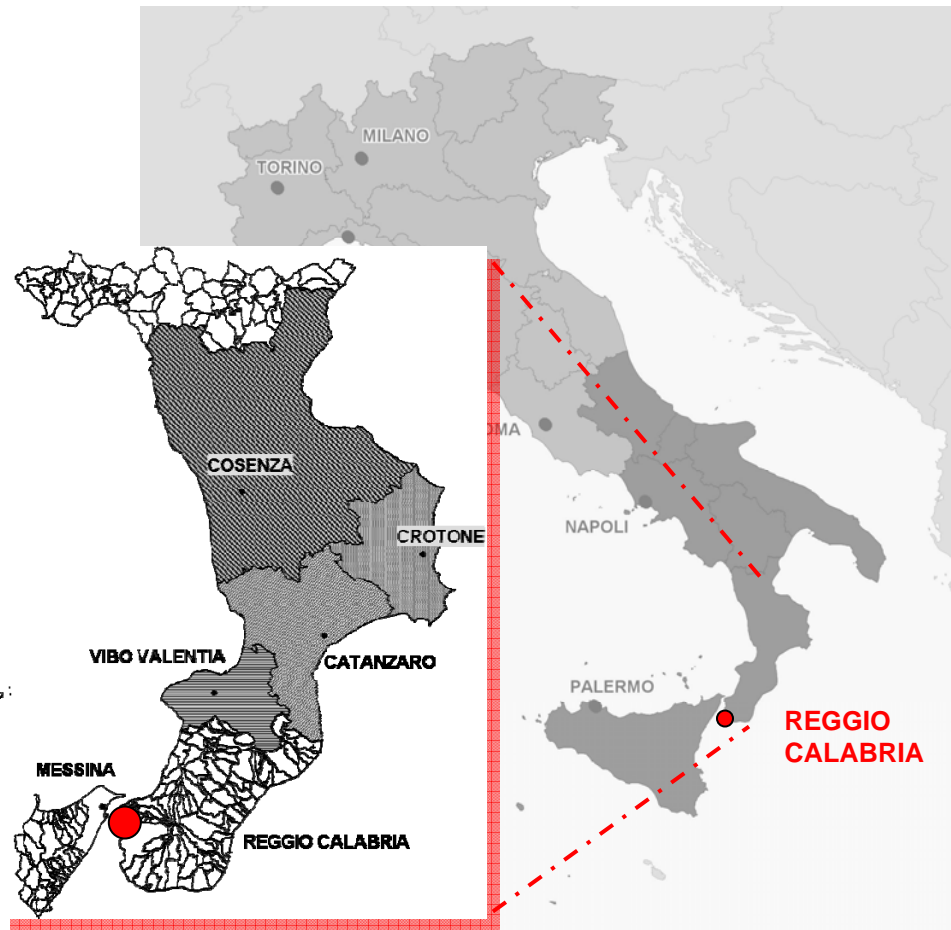 MILANO
TORINO
OMA
NAPOLI
PALERMO
REGGIO
CALABRIA
COSENZA
CROTONE
VIBO VALENTIA
CATANZARO
MESSINA
REGGIO CALABRIA